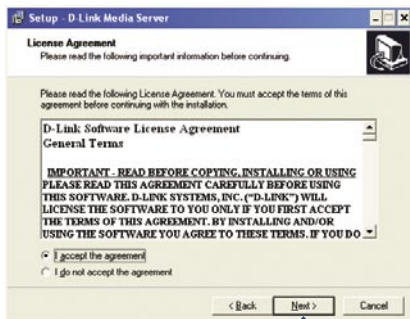 Setup - D-Link Media Server
License Agreement
Please read the following important information before continuing.
Please read the following License Agreement. You must accept the terms of this
agreement before continuing with the installation.
D-Link Software License Agreement
General Terms
IMPORTANT - READ BEFORE COPYING, INSTALLING OR USING
PLEASE READ THIS AGREEMENT CAREFULLY BEFORE USING
THIS SOFTWARE. D-LINK SYSTEMS, INC. ("D-LINK") WILL
LICENSE THE SOFTWARE TO YOU ONLY IF YOU FIRST ACCEPT
THE TERMS OF THIS AGREEMENT. BY INSTALLING AND/OR
USING THE SOFTWARE YOU AGREE TO THESE TERMS. IF YOU DO
I accept the agreement
I do not accept the agreement
< Back Next > Cancel